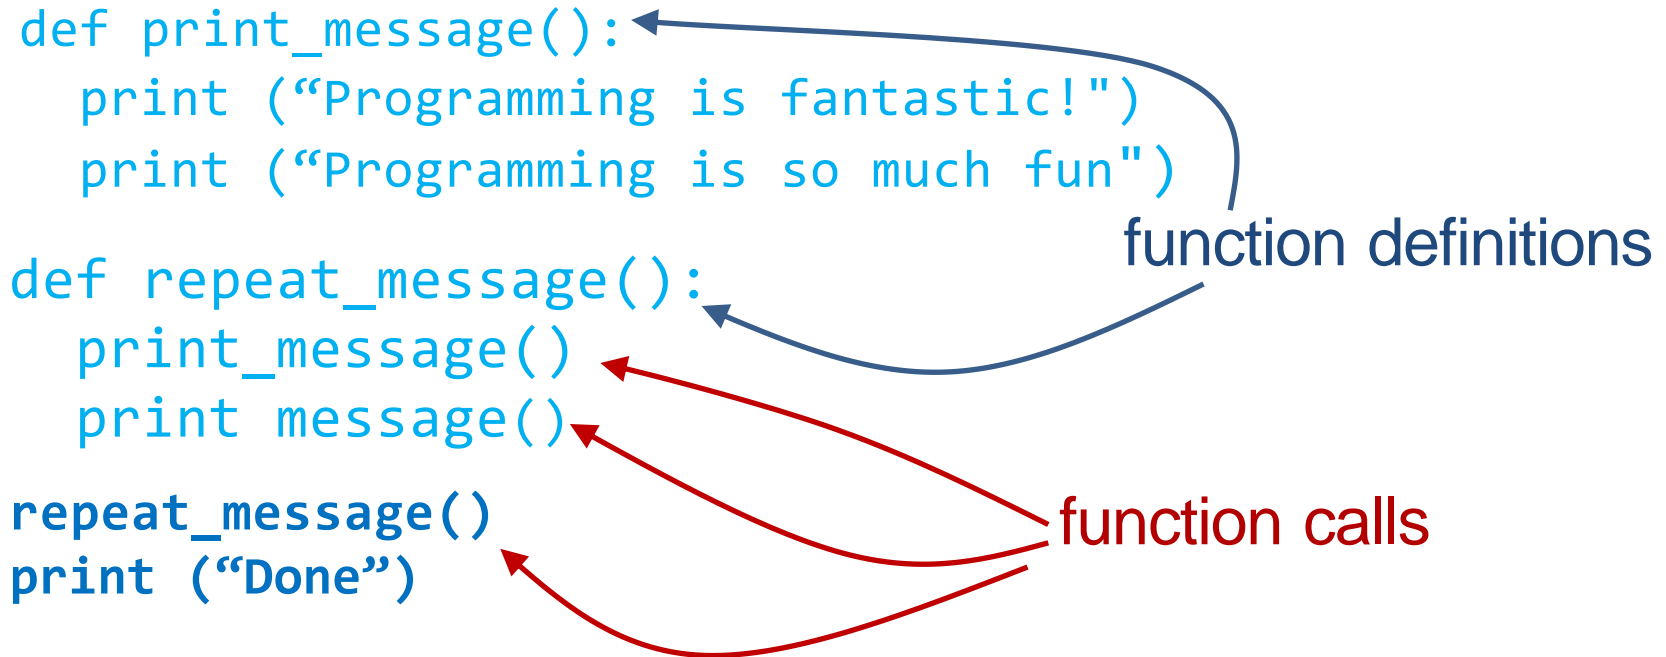 def print_message():
print (“Programming is fantastic!")
print (“Programming is so much fun")
function definitions
def repeat_message():
print_message()
print message()
repeat_message()
function calls
print (“Done”)